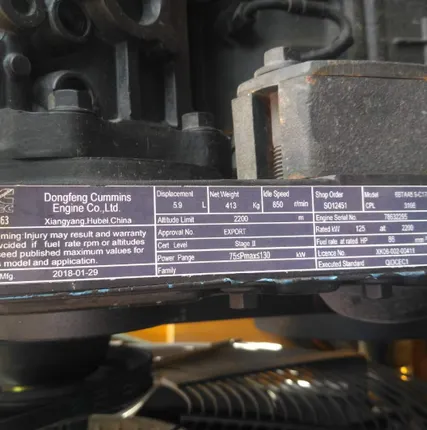 Dongfeng Cummins
Engine Co.,Ltd.
Xiangyang,Hubei,China
63
rning:Injury may result and warranty
voided if fuel rate rpm or altitudes
eed published maximum values for
s model and application.
Mfg 2018-01-29
Displacement 5.9 L
Net Weight 413 Kg
Idle Speed 850 r/min
Altitude Limit 2200 m
Approval No. EXPORT
Cert Level Stage II
Power Range 75≤Pmax≤130 kW
Family
Shop Order SO12451
Model
CPL
Engine Serial No.
Rated kW 125 at 2200
Fuel rate at rated HP
Licence No.
Executed Standard